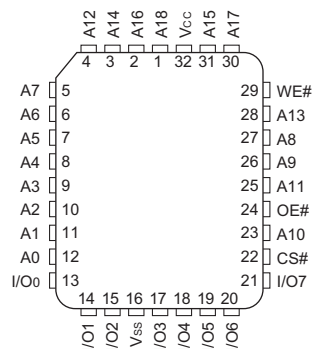 A12 A14 A16 A18 Vcc A15 A17
4 3 2 1 32 31 30
A7 5 29 WE#
A6 6 28 A13
A5 7 27 A8
A4 8 26 A9
A3 9 25 A11
A2 10 24 OE#
A1 11 23 A10
A0 12 22 CS#
I/O0 13 21 I/O7
14 15 16 17 18 19 20
/O1 /O2 Vss /O3 /O4 /O5 /O6